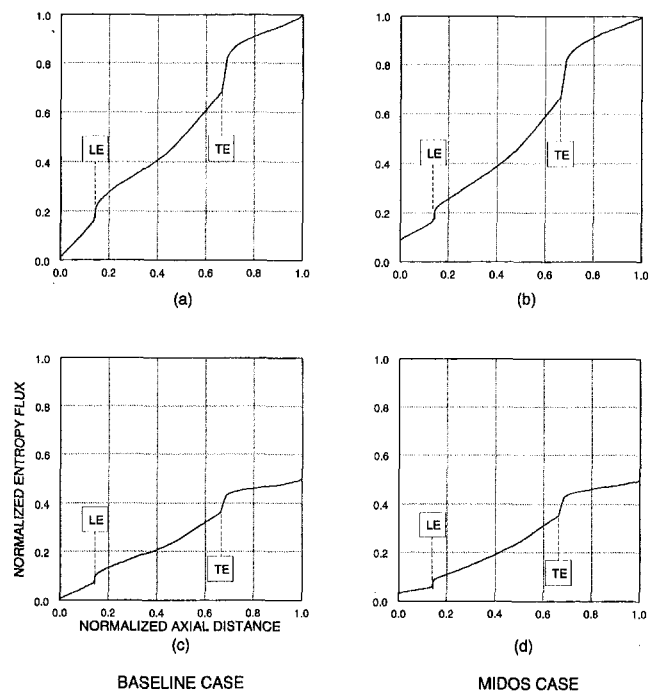 1.0
0.8
0.6
0.4
0.2
0.0
LE
TE
0.0 0.2 0.4 0.6 0.8 1.0
(a)
1.0
0.8
0.6
0.4
0.2
0.0
LE
TE
0.0 0.2 0.4 0.6 0.8 1.0
(b)
NORMALIZED ENTROPY FLUX
1.0
0.8
0.6
0.4
0.2
0.0
LE
TE
0.0 0.2 0.4 0.6 0.8 1.0
NORMALIZED AXIAL DISTANCE
(c)
1.0
0.8
0.6
0.4
0.2
0.0
LE
TE
0.0 0.2 0.4 0.6 0.8 1.0
(d)
BASELINE CASE
MIDOS CASE